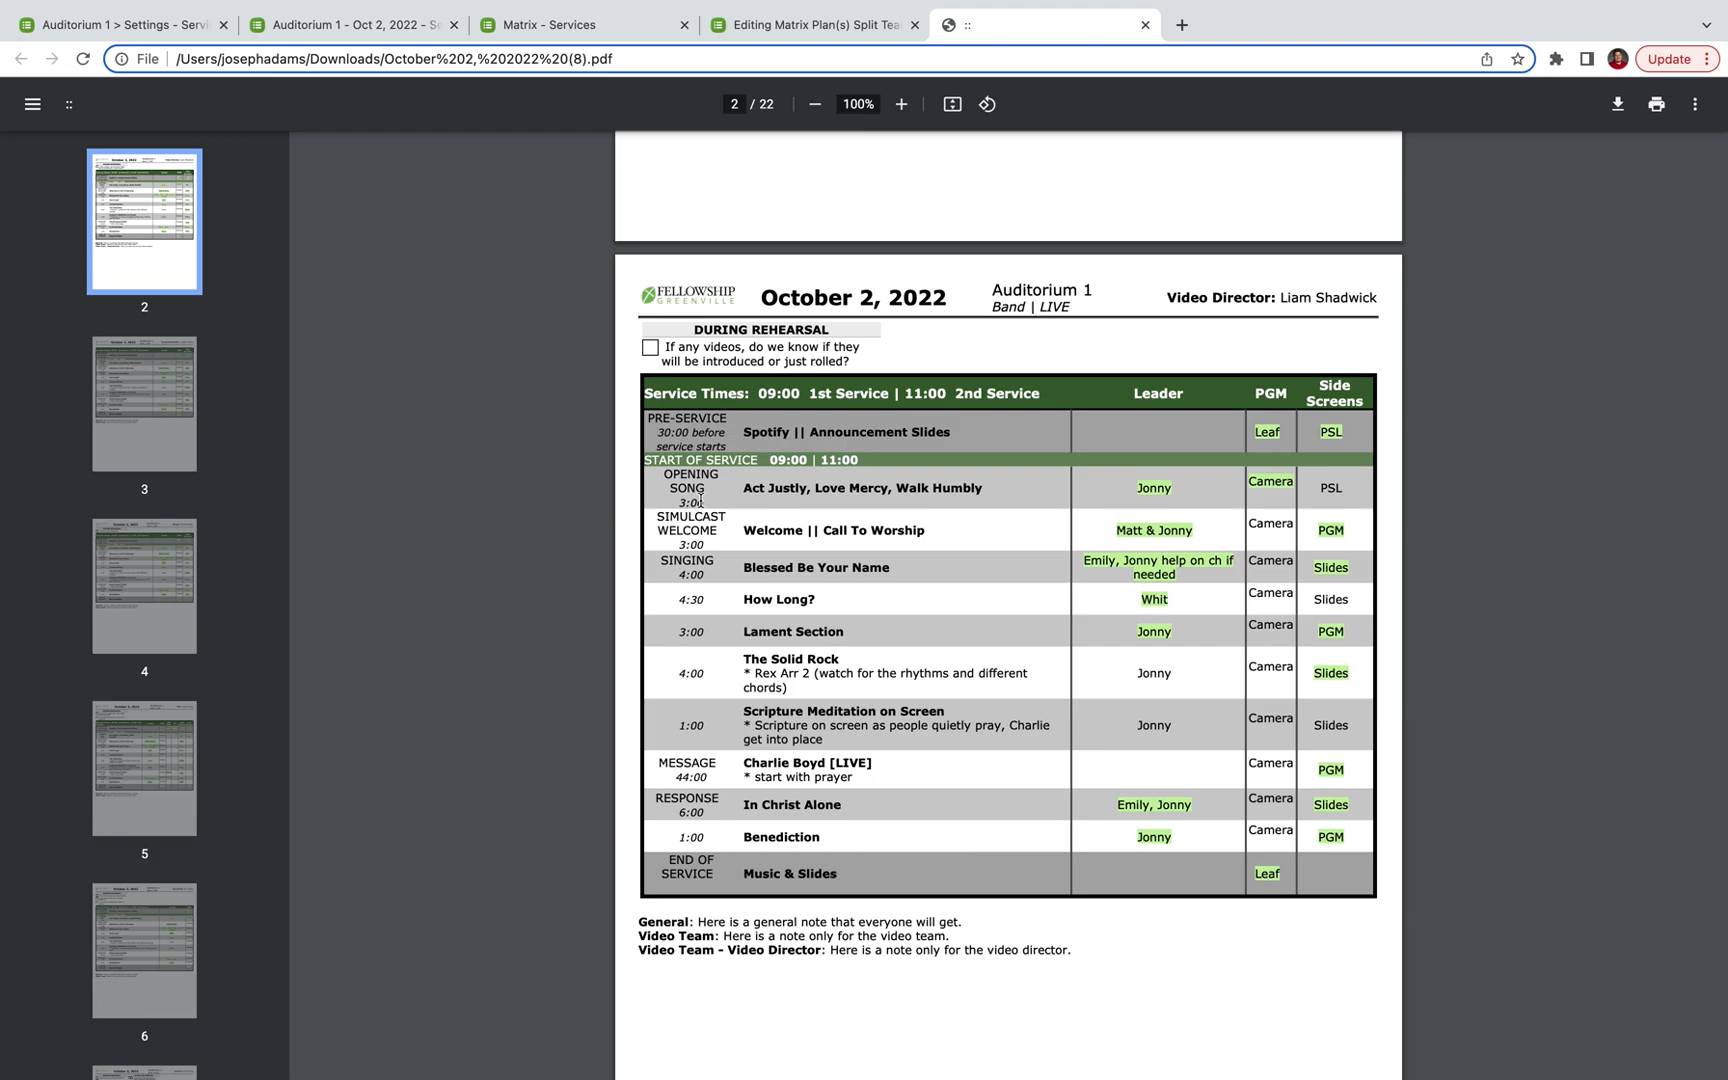 Auditorium 1 > Settings - Servi
Auditorium 1 - Oct 2, 2022 - Se
Matrix - Services
Editing Matrix Plan(s) Split Tea
::
File /Users/josephadams/Downloads/October%202,%202022%20(8).pdf
Update
::
2 / 22
100%
2
3
4
5
6
FELLOWSHIP
GREENVILLE
October 2, 2022
Auditorium 1
Band | LIVE
Video Director: Liam Shadwick
DURING REHEARSAL
If any videos, do we know if they
will be introduced or just rolled?
Service Times: 09:00 1st Service | 11:00 2nd Service
Leader
PGM
Side
Screens
PRE-SERVICE
30:00 before
service starts
Spotify || Announcement Slides
Leaf
PSL
START OF SERVICE 09:00 | 11:00
OPENING
SONG
3:00
Act Justly, Love Mercy, Walk Humbly
Jonny
Camera
PSL
SIMULCAST
WELCOME
3:00
Welcome || Call To Worship
Matt & Jonny
Camera
PGM
SINGING
4:00
Blessed Be Your Name
Emily, Jonny help on ch if
needed
Camera
Slides
4:30
How Long?
Whit
Camera
Slides
3:00
Lament Section
Jonny
Camera
PGM
4:00
The Solid Rock
* Rex Arr 2 (watch for the rhythms and different
chords)
Jonny
Camera
Slides
1:00
Scripture Meditation on Screen
* Scripture on screen as people quietly pray, Charlie
get into place
Jonny
Camera
Slides
MESSAGE
44:00
Charlie Boyd [LIVE]
* start with prayer
Camera
PGM
RESPONSE
6:00
In Christ Alone
Emily, Jonny
Camera
Slides
1:00
Benediction
Jonny
Camera
PGM
END OF
SERVICE
Music & Slides
Leaf
General: Here is a general note that everyone will get.
Video Team: Here is a note only for the video team.
Video Team - Video Director: Here is a note only for the video director.